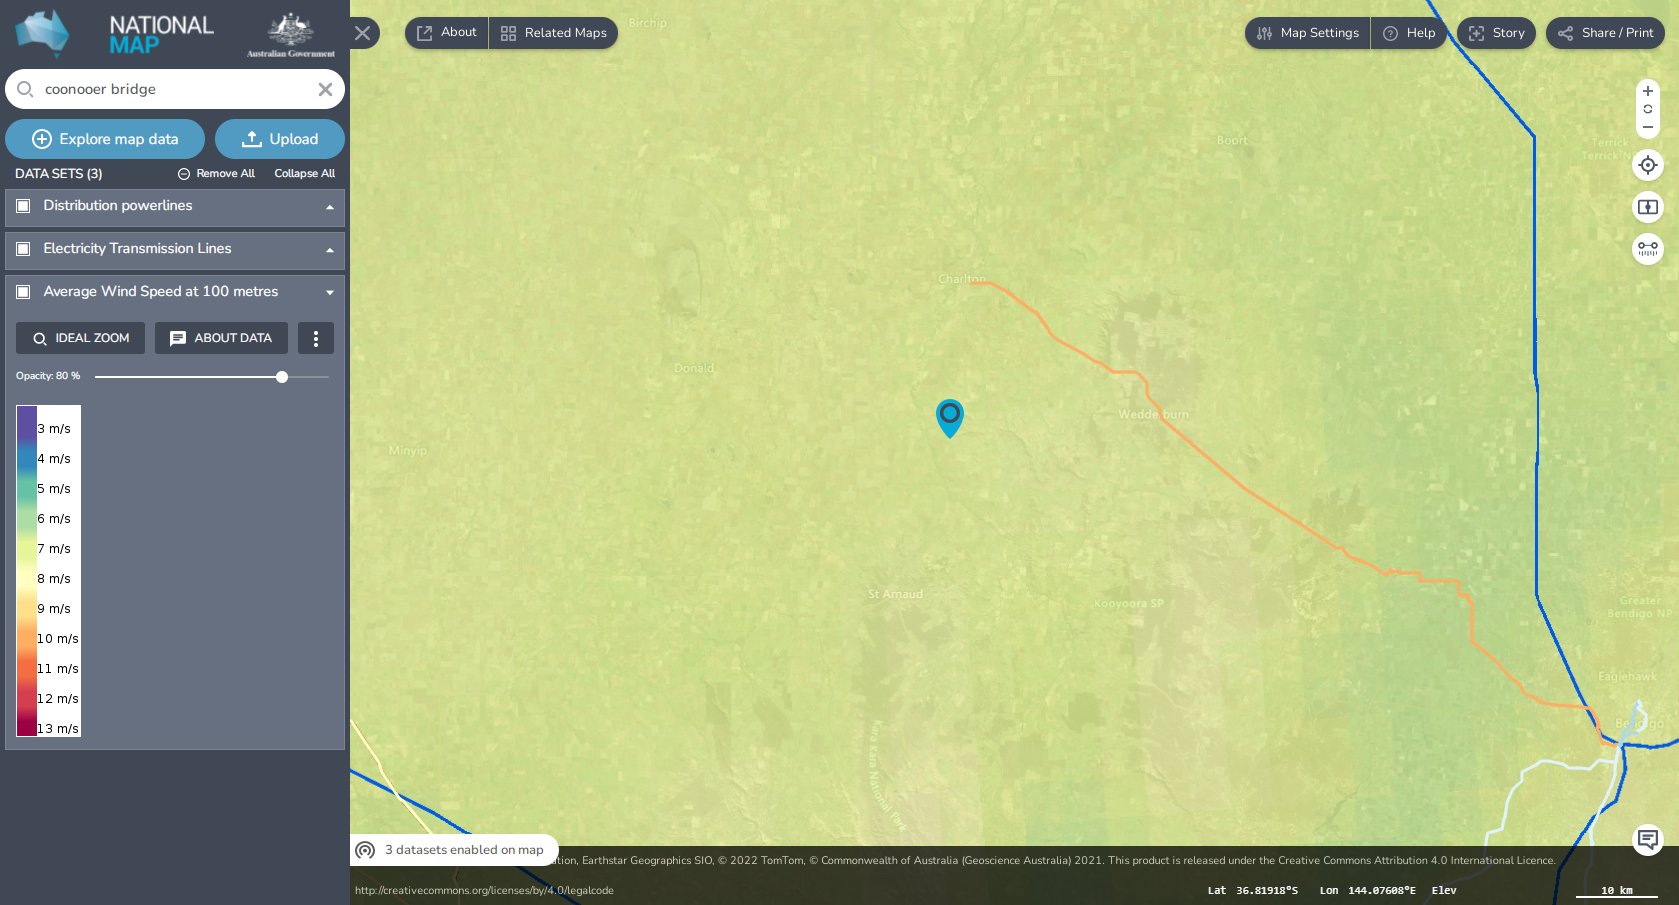 NATIONAL
MAP
Australian Government
coonooer bridge
Explore map data
Upload
DATA SETS (3)
Remove All
Collapse All
Distribution powerlines
Electricity Transmission Lines
Average Wind Speed at 100 metres
IDEAL ZOOM
ABOUT DATA
Opacity: 80 %
3 m/s
4 m/s
5 m/s
6 m/s
7 m/s
8 m/s
9 m/s
10 m/s
11 m/s
12 m/s
13 m/s
About
Related Maps
Map Settings
Help
Story
Share / Print
Birchip
Boort
Terrick
Terrick N
Charlton
Donald
Wedderburn
Minyip
St Arnaud
Kooyoora SP
Greater
Bendigo NP
Eaglehawk
Bendigo
Kara Kara National Park
3 datasets enabled on map
tion, Earthstar Geographics SIO, © 2022 TomTom, © Commonwealth of Australia (Geoscience Australia) 2021. This product is released under the Creative Commons Attribution 4.0 International Licence.
http://creativecommons.org/licenses/by/4.0/legalcode
Lat 36.81918°S Lon 144.07608°E Elev
10 km